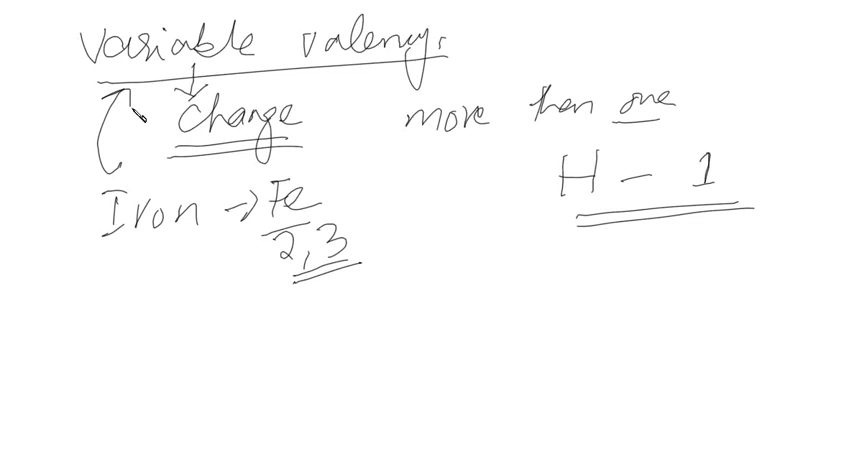 Variable valency.
Change more then one
H - 1
Iron → Fe
2, 3